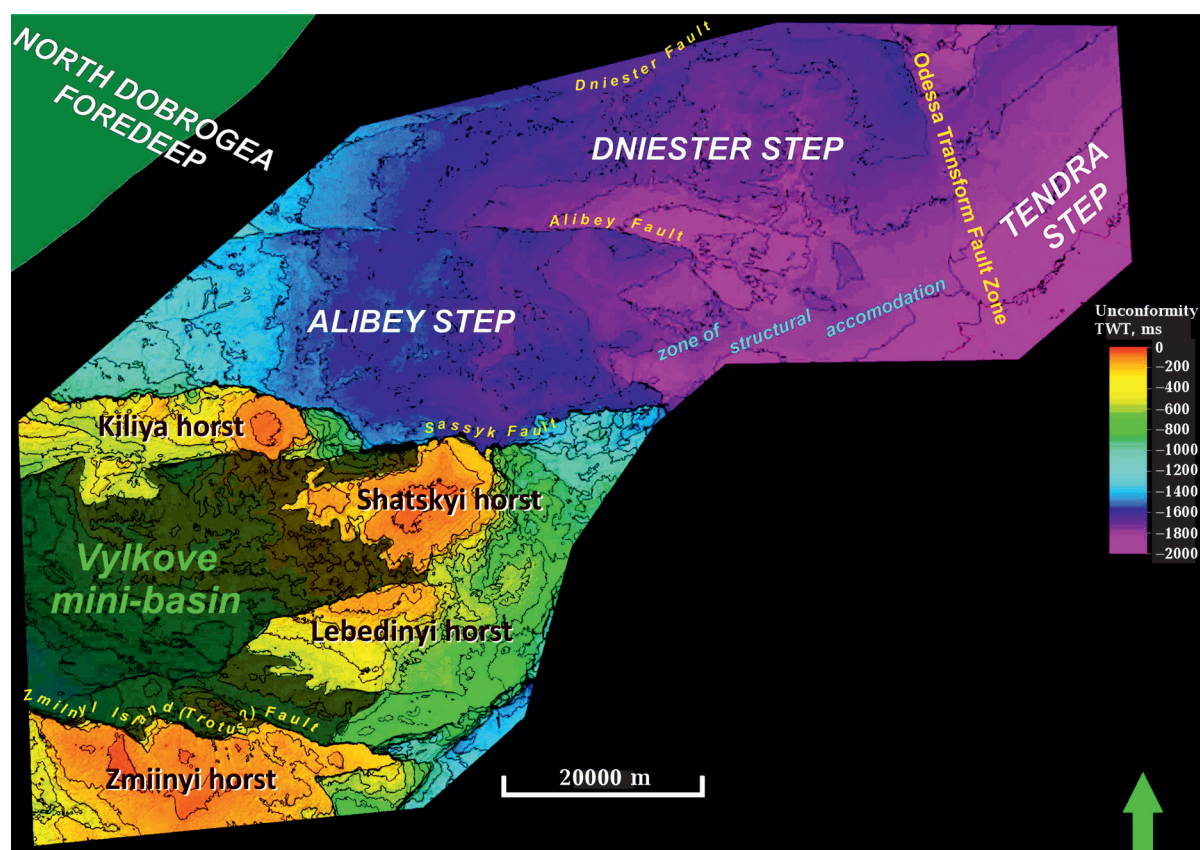 NORTH DOBROGEA
FOREDEEP
Dniester Fault
Odessa Transform Fault Zone
DNIESTER STEP
TENDRA
STEP
Alibey Fault
ALIBEY STEP
zone of structural accomodation
Unconformity
TWT, ms
0
−200
−400
−600
−800
−1000
−1200
−1400
−1600
−1800
−2000
Kiliya horst
Sassyk Fault
Shatskyi horst
Vylkove
mini-basin
Lebedinyi horst
(Trotus) Fault
Zmiinyi horst
20000 m